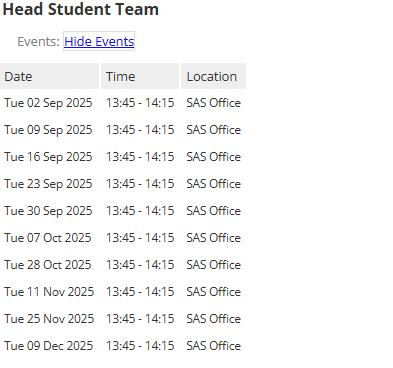 Head Student Team
Events: Hide Events
Date Time Location
Tue 02 Sep 2025 13:45 - 14:15 SAS Office
Tue 09 Sep 2025 13:45 - 14:15 SAS Office
Tue 16 Sep 2025 13:45 - 14:15 SAS Office
Tue 23 Sep 2025 13:45 - 14:15 SAS Office
Tue 30 Sep 2025 13:45 - 14:15 SAS Office
Tue 07 Oct 2025 13:45 - 14:15 SAS Office
Tue 28 Oct 2025 13:45 - 14:15 SAS Office
Tue 11 Nov 2025 13:45 - 14:15 SAS Office
Tue 25 Nov 2025 13:45 - 14:15 SAS Office
Tue 09 Dec 2025 13:45 - 14:15 SAS Office